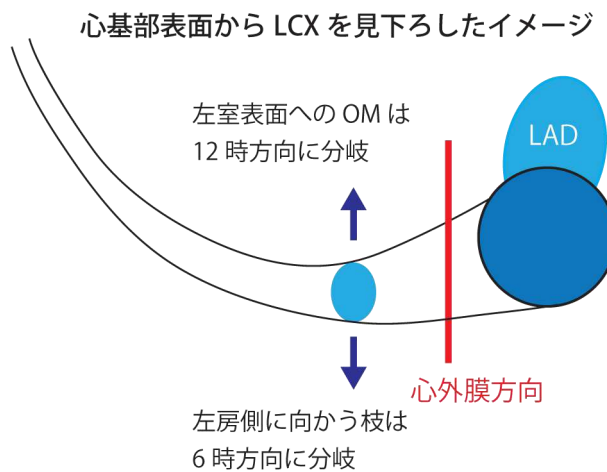 心基部表面から LCX を見下ろしたイメージ
左室表面への OM は
12 時方向に分岐
LAD
心外膜方向
左房側に向かう枝は
6 時方向に分岐